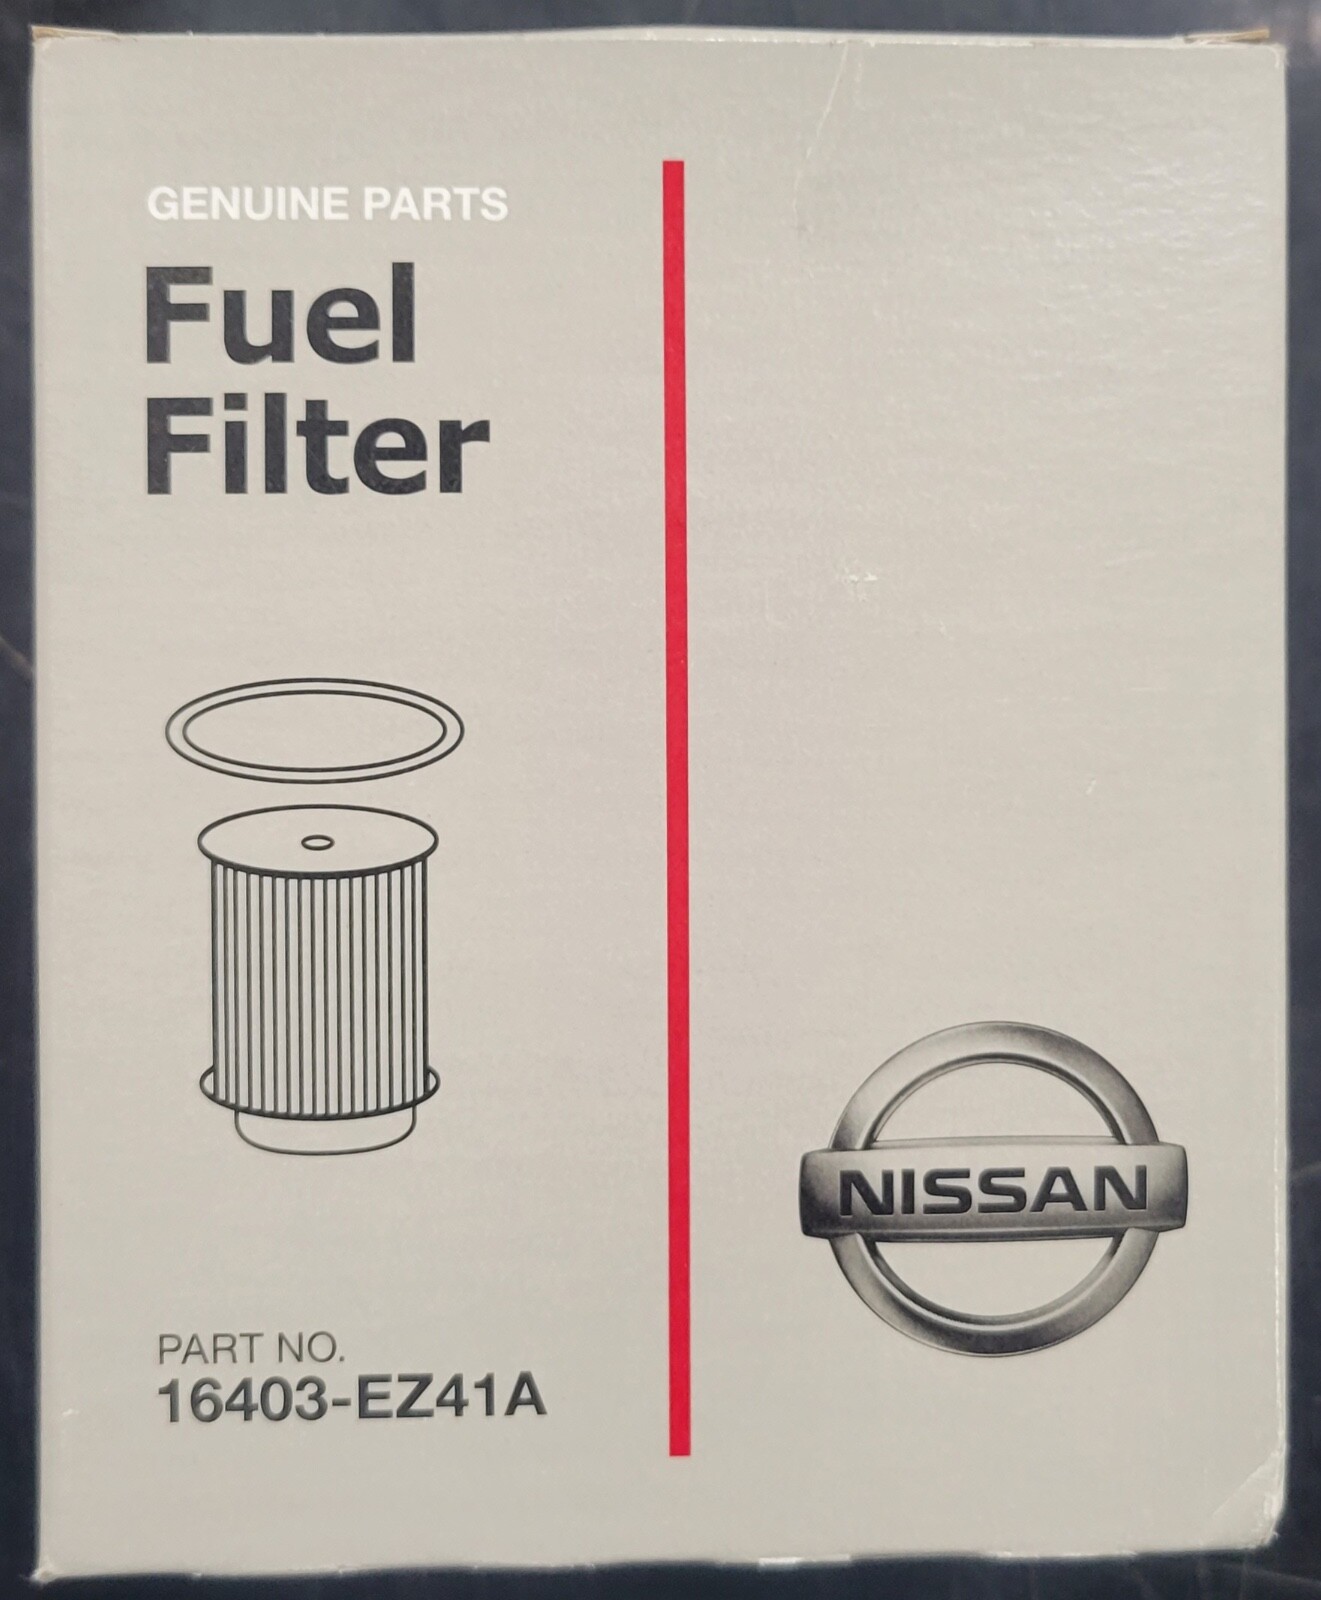 GENUINE PARTS
Fuel
Filter
PART NO.
16403-EZ41A
NISSAN